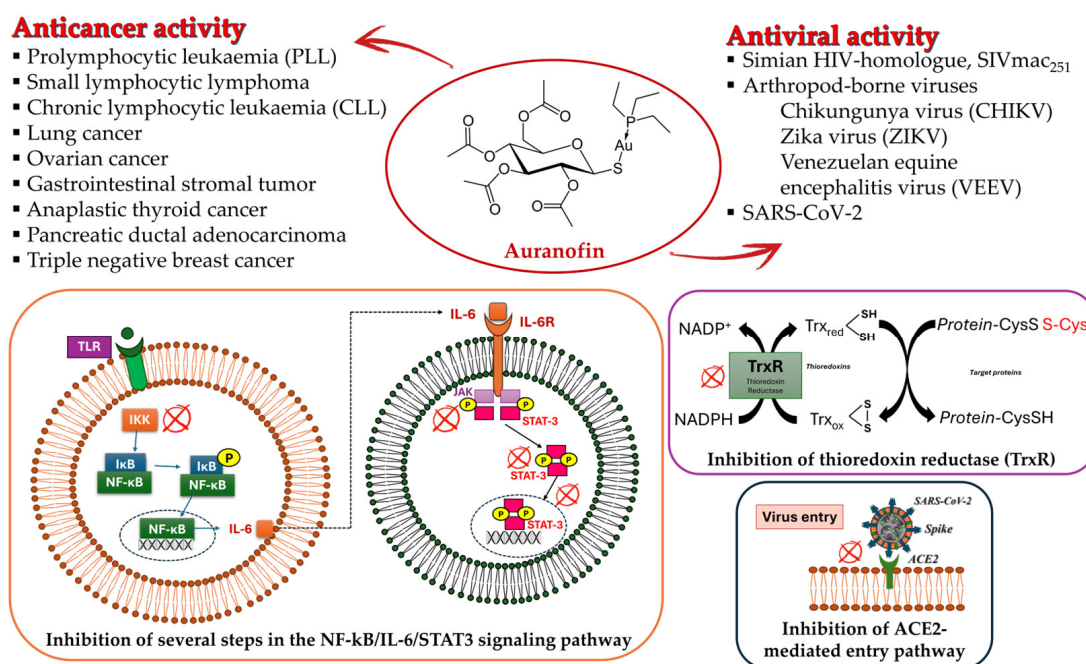 Anticancer activity
▪ Prolymphocytic leukaemia (PLL)
▪ Small lymphocytic lymphoma
▪ Chronic lymphocytic leukaemia (CLL)
▪ Lung cancer
▪ Ovarian cancer
▪ Gastrointestinal stromal tumor
▪ Anaplastic thyroid cancer
▪ Pancreatic ductal adenocarcinoma
▪ Triple negative breast cancer
O
O
O
O
O
O
O
O
O
P
Au
S
Auranofin
Antiviral activity
▪ Simian HIV-homologue, SIVmac251
▪ Arthropod-borne viruses
Chikungunya virus (CHIKV)
Zika virus (ZIKV)
Venezuelan equine
encephalitis virus (VEEV)
▪ SARS-CoV-2
TLR
IKK
IκB
NF-κB
IκB
P
NF-κB
NF-κB
IL-6
IL-6
IL-6R
JAK
P
P
STAT-3
P
P
STAT-3
P
P
STAT-3
Inhibition of several steps in the NF-kB/IL-6/STAT3 signaling pathway
NADP+
Trxred
SH
SH
Protein-CysS S-Cys
TrxR
Thioredoxin
Reductase
Thioredoxins
Target proteins
NADPH
Trxox
S
S
Protein-CysSH
Inhibition of thioredoxin reductase (TrxR)
SARS-CoV-2
Virus entry
Spike
ACE2
Inhibition of ACE2-
mediated entry pathway